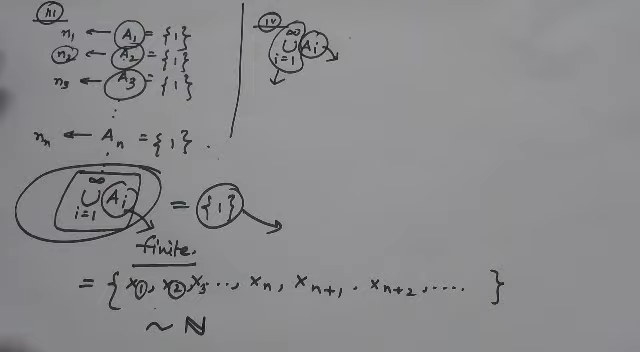 iii
n₁ ← A₁ = {1}
n₂ ← A₂ = {1}
n₃ ← A₃ = {1}
⋮
nₙ ← Aₙ = {1}.
⋮
∞ ∪ i=1 Aᵢ = {1}
finite.
= {x₁, x₂, x₃ ..., xₙ, xₙ₊₁, xₙ₊₂, ....}
~ ℕ
iv
∞ ∪ i=1 Aᵢ